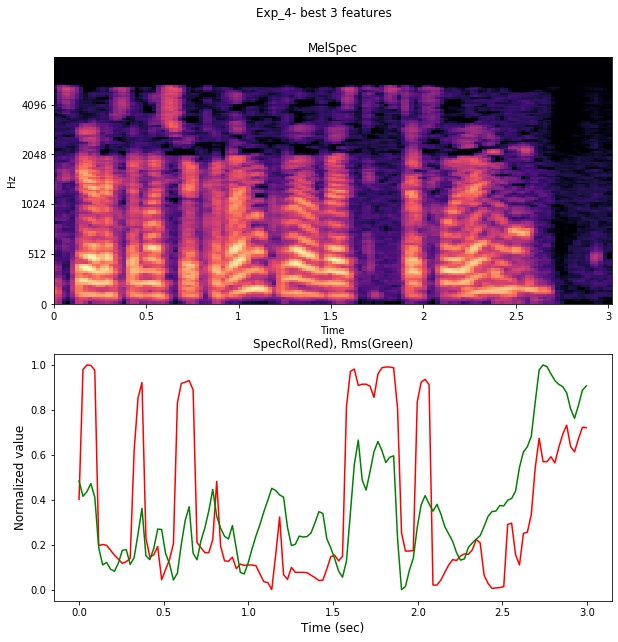 Exp_4- best 3 features
MelSpec
4096
2048
1024
512
0
Hz
0 0.5 1 1.5 2 2.5 3
Time
SpecRol(Red), Rms(Green)
1.0
0.8
0.6
0.4
0.2
0.0
Normalized value
0.0 0.5 1.0 1.5 2.0 2.5 3.0
Time (sec)